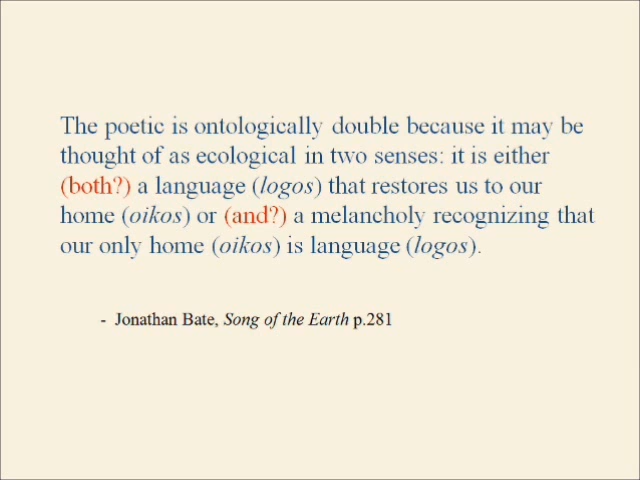 The poetic is ontologically double because it may be
thought of as ecological in two senses: it is either
(both?) a language (logos) that restores us to our
home (oikos) or (and?) a melancholy recognizing that
our only home (oikos) is language (logos).
- Jonathan Bate, Song of the Earth p.281